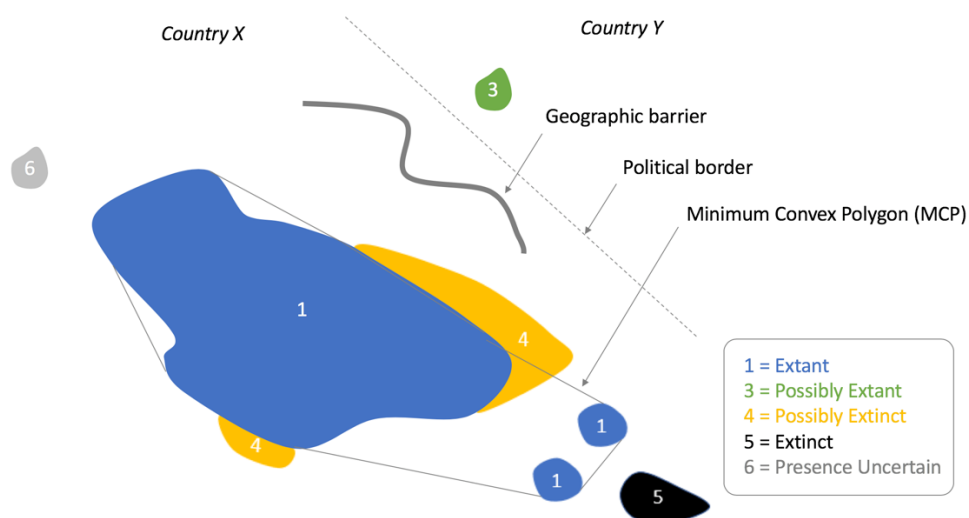 Country X
Country Y
3
Geographic barrier
6
Political border
Minimum Convex Polygon (MCP)
1
4
1 = Extant
3 = Possibly Extant
4 = Possibly Extinct
5 = Extinct
6 = Presence Uncertain
1
4
1
5